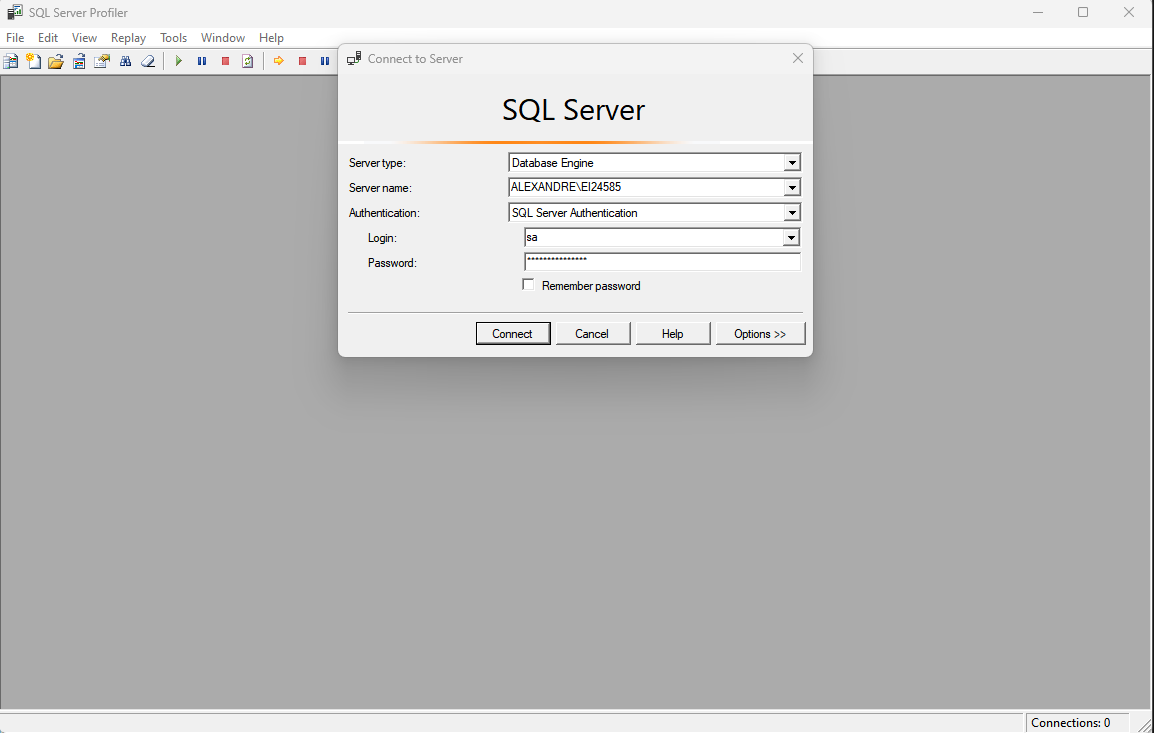 SQL Server Profiler
File Edit View Replay Tools Window Help
Connect to Server
SQL Server
Server type: Database Engine
Server name: ALEXANDRE\EI24585
Authentication: SQL Server Authentication
Login: sa
Password: ***************
Remember password
Connect Cancel Help Options >>
Connections: 0